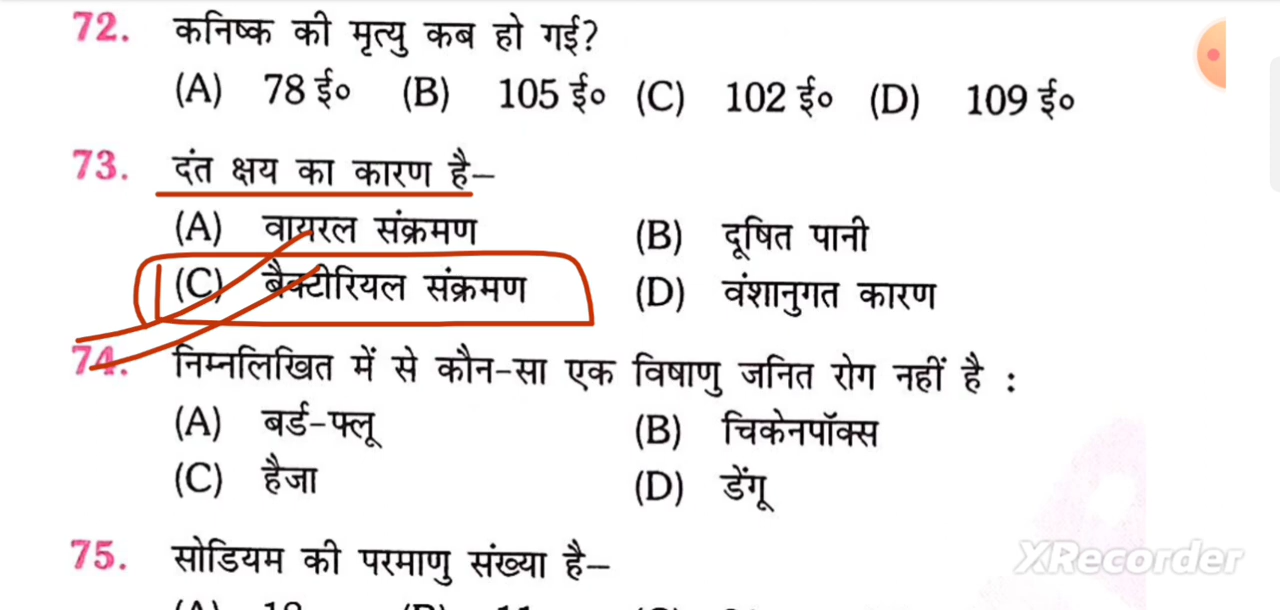 72. कनिष्क की मृत्यु कब हो गई?
(A) 78 ई० (B) 105 ई० (C) 102 ई० (D) 109 ई०
73. दंत क्षय का कारण है–
(A) वायरल संक्रमण (B) दूषित पानी
(C) बैक्टीरियल संक्रमण (D) वंशानुगत कारण
74. निम्नलिखित में से कौन-सा एक विषाणु जनित रोग नहीं है :
(A) बर्ड-फ्लू (B) चिकेनपॉक्स
(C) हैजा (D) डेंगू
75. सोडियम की परमाणु संख्या है–
XRecorder